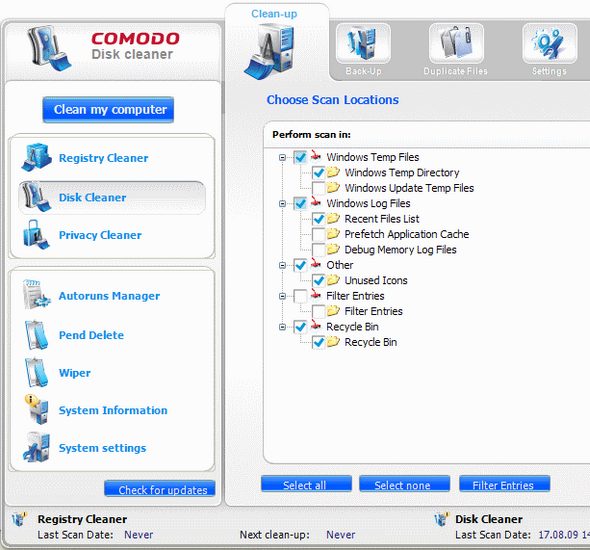 Clean-up
COMODO
Disk cleaner
Back-Up
Duplicate Files
Settings
Clean my computer
Registry Cleaner
Disk Cleaner
Privacy Cleaner
Autoruns Manager
Pend Delete
Wiper
System Information
System settings
Check for updates
Choose Scan Locations
Perform scan in:
Windows Temp Files
Windows Temp Directory
Windows Update Temp Files
Windows Log Files
Recent Files List
Prefetch Application Cache
Debug Memory Log Files
Other
Unused Icons
Filter Entries
Filter Entries
Recycle Bin
Recycle Bin
Select all
Select none
Filter Entries
Registry Cleaner
Last Scan Date: Never
Next clean-up: Never
Disk Cleaner
Last Scan Date: 17.08.09 14